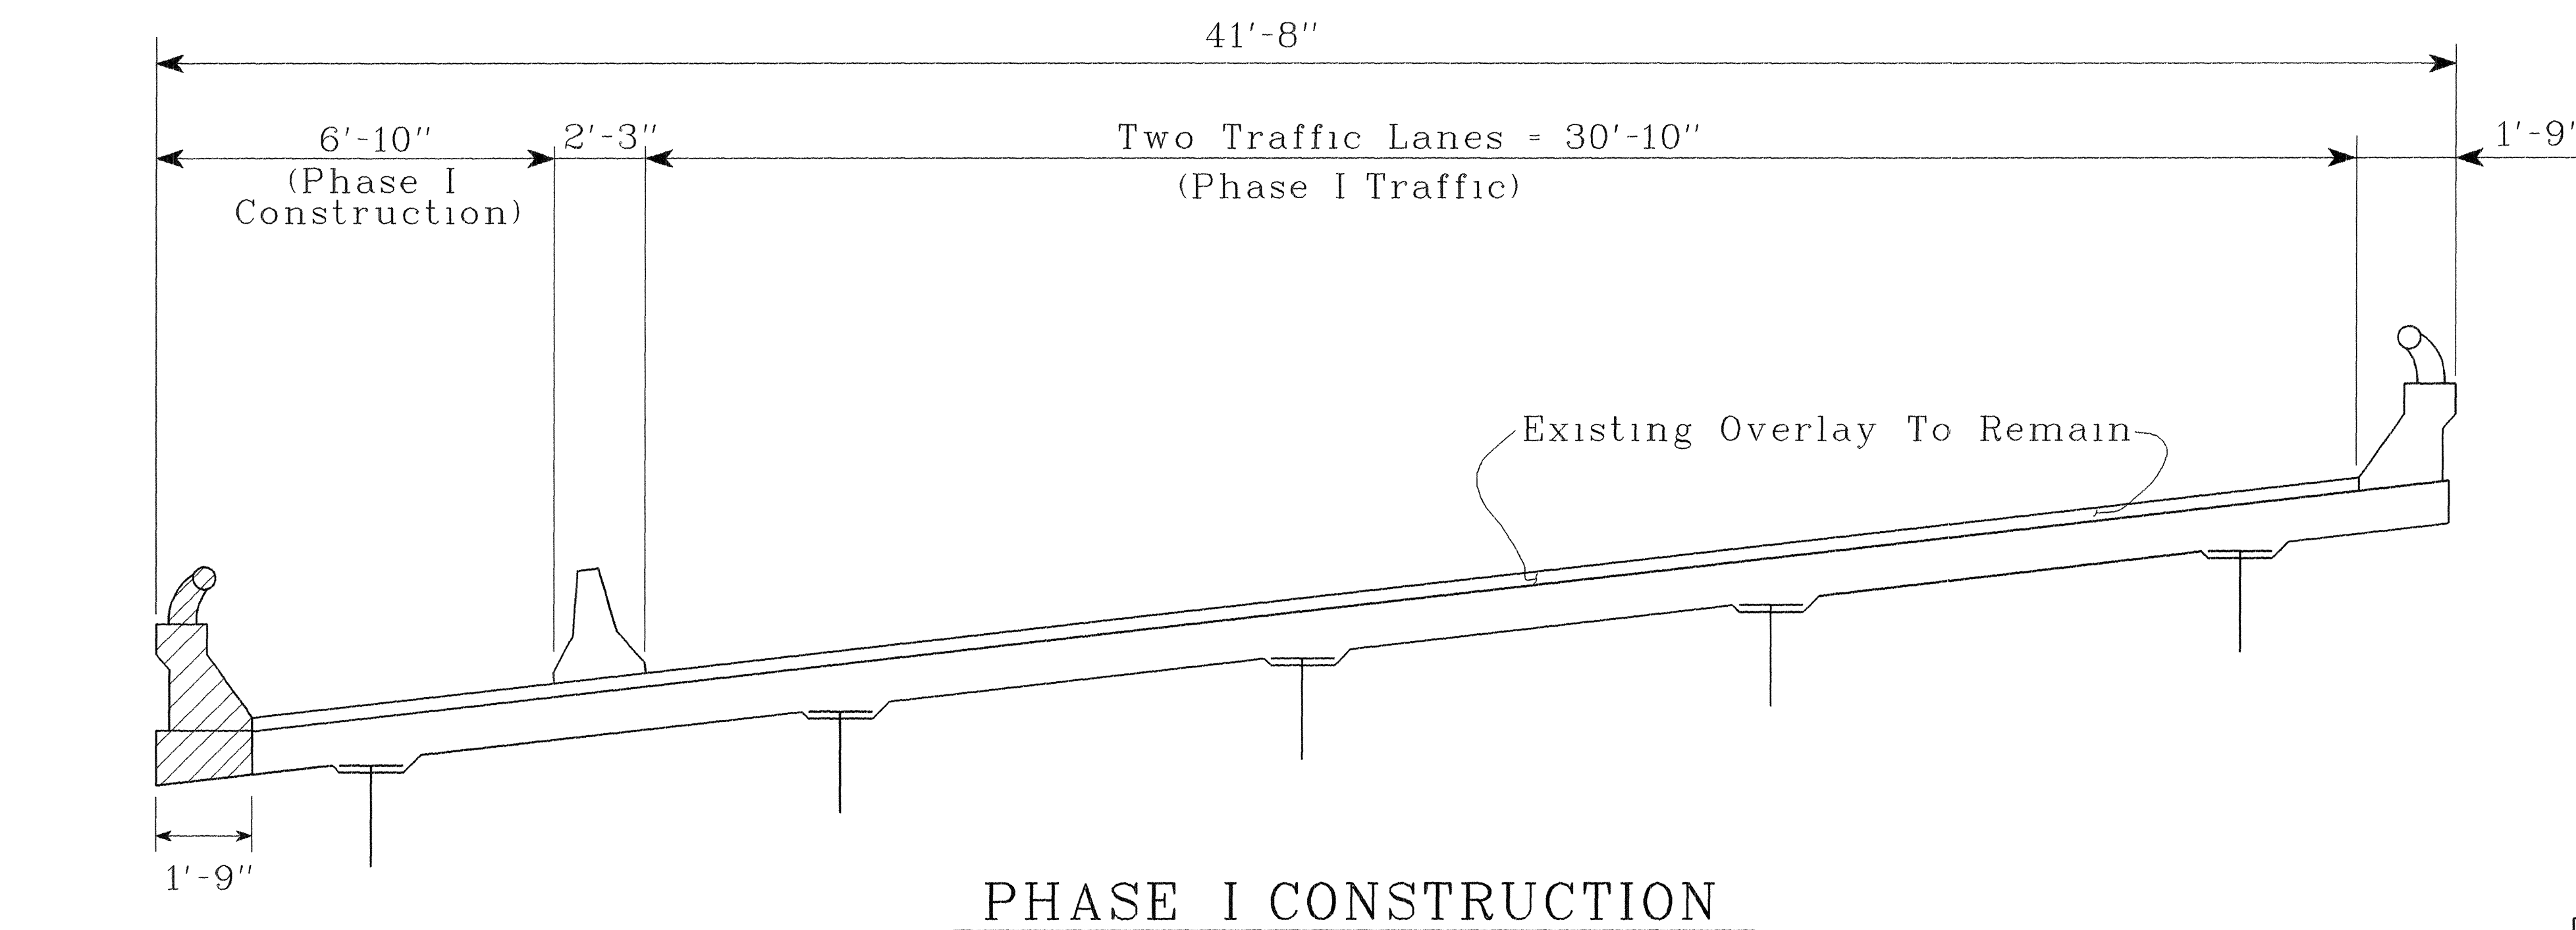 41'-8"
6'-10" 2'-3" Two Traffic Lanes = 30'-10" 1'-9"
(Phase I (Phase I Traffic)
Construction)
Existing Overlay To Remain
1'-9"
PHASE I CONSTRUCTION